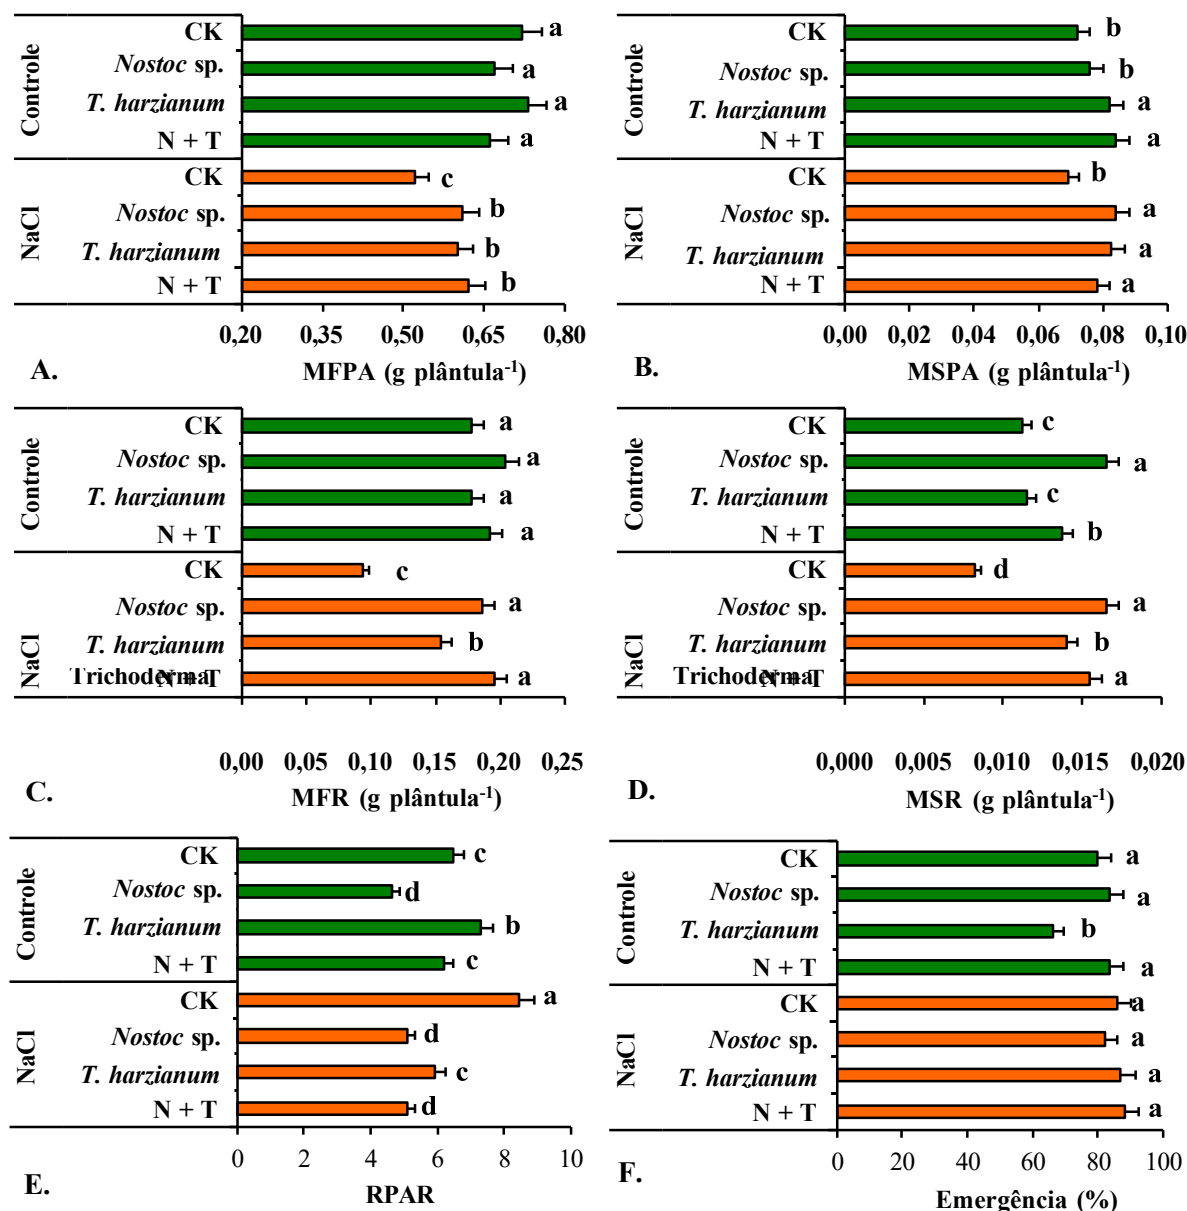 Controle
CK a
Nostoc sp. a
T. harzianum a
N + T a
NaCl
CK c
Nostoc sp. b
T. harzianum b
N + T b
0,20 0,35 0,50 0,65 0,80
A. MFPA (g plântula-1)
Controle
CK b
Nostoc sp. b
T. harzianum a
N + T a
NaCl
CK b
Nostoc sp. a
T. harzianum a
N + T a
0,00 0,02 0,04 0,06 0,08 0,10
B. MSPA (g plântula-1)
Controle
CK a
Nostoc sp. a
T. harzianum a
N + T a
NaCl
CK c
Nostoc sp. a
T. harzianum b
Trichoderma N + T a
0,00 0,05 0,10 0,15 0,20 0,25
C. MFR (g plântula-1)
Controle
CK c
Nostoc sp. a
T. harzianum c
N + T b
NaCl
CK d
Nostoc sp. a
T. harzianum b
Trichoderma N + T a
0,000 0,005 0,010 0,015 0,020
D. MSR (g plântula-1)
Controle
CK c
Nostoc sp. d
T. harzianum b
N + T c
NaCl
CK a
Nostoc sp. d
T. harzianum c
N + T d
0 2 4 6 8 10
E. RPAR
Controle
CK a
Nostoc sp. a
T. harzianum b
N + T a
NaCl
CK a
Nostoc sp. a
T. harzianum a
N + T a
0 20 40 60 80 100
F. Emergência (%)